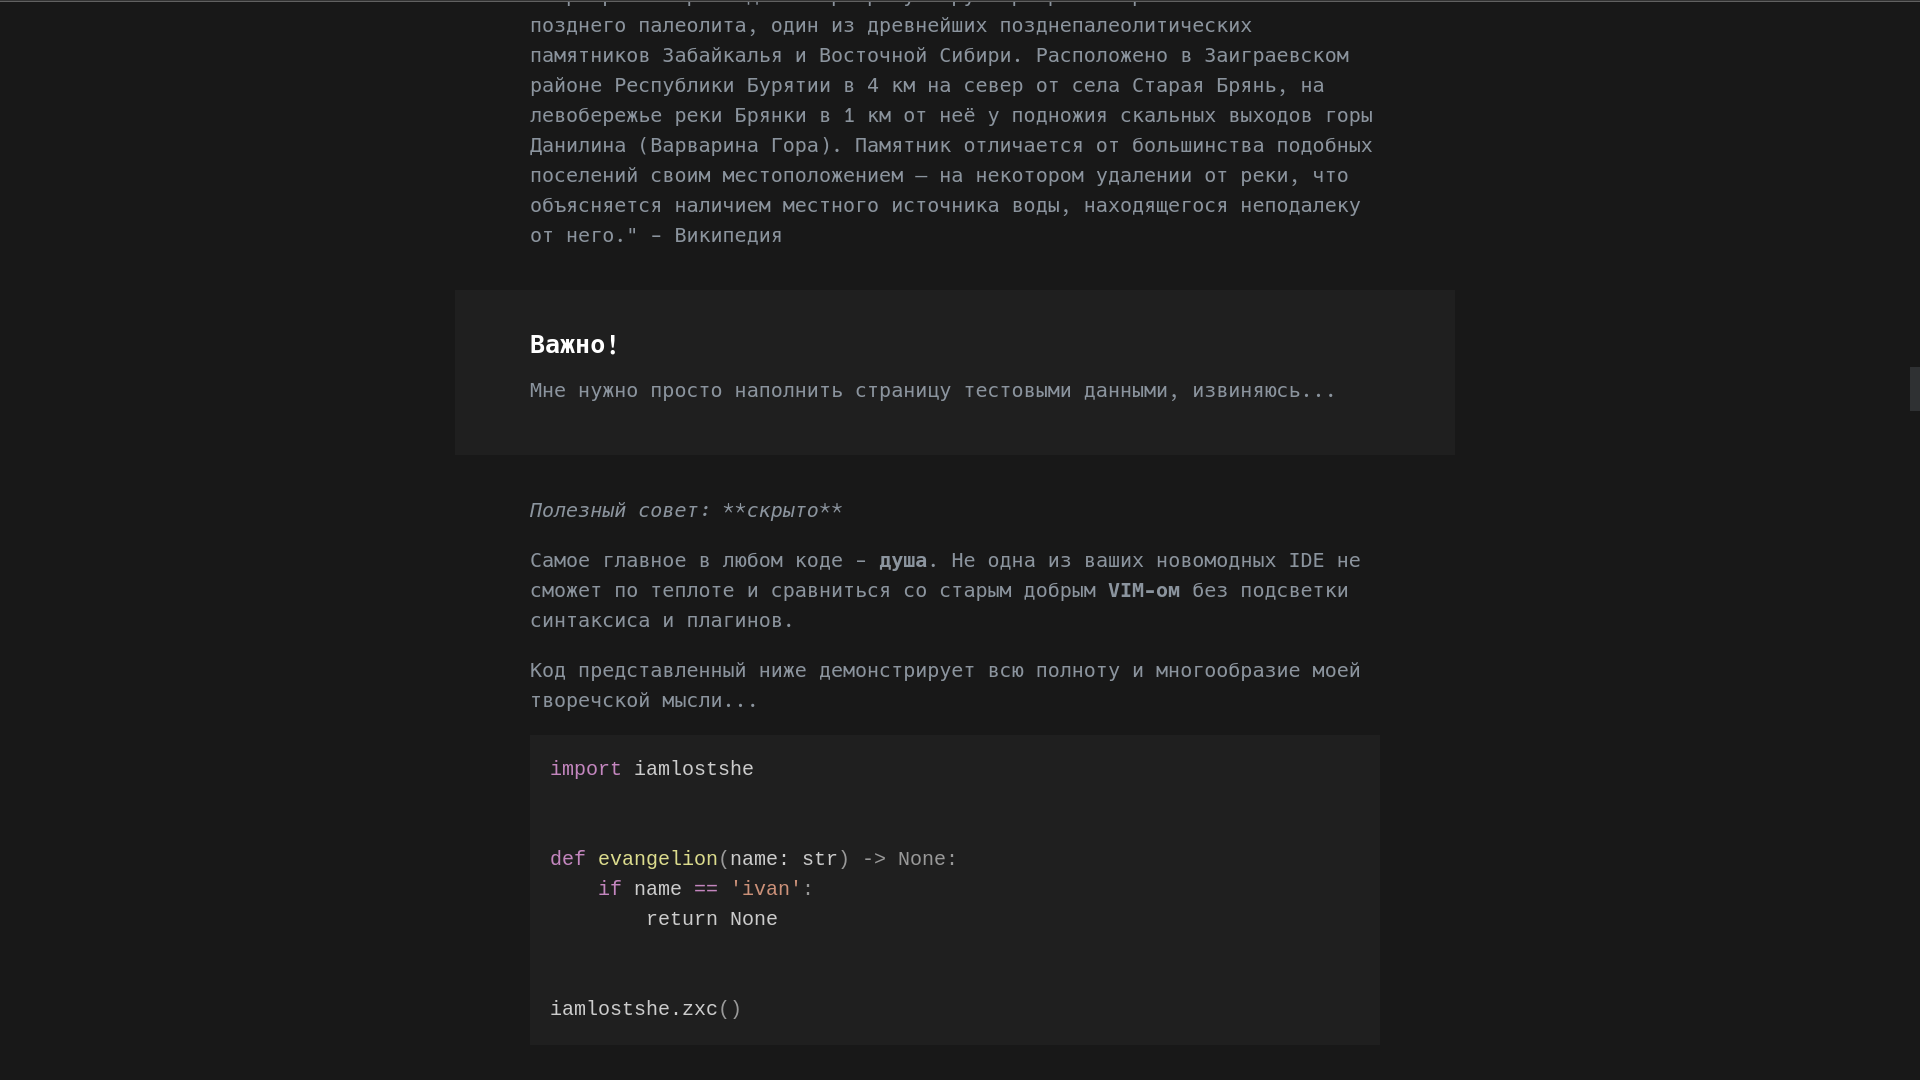 позднего палеолита, один из древнейших позднепалеолитических
памятников Забайкалья и Восточной Сибири. Расположено в Заиграевском
районе Республики Бурятии в 4 км на север от села Старая Брянь, на
левобережье реки Брянки в 1 км от неё у подножия скальных выходов горы
Данилина (Варварина Гора). Памятник отличается от большинства подобных
поселений своим местоположением — на некотором удалении от реки, что
объясняется наличием местного источника воды, находящегося неподалеку
от него." - Википедия
Важно!
Мне нужно просто наполнить страницу тестовыми данными, извиняюсь...
Полезный совет: **скрыто**
Самое главное в любом коде - душа. Не одна из ваших новомодных IDE не
сможет по теплоте и сравниться со старым добрым VIM-ом без подсветки
синтаксиса и плагинов.
Код представленный ниже демонстрирует всю полноту и многообразие моей
творечской мысли...
import iamlostshe
def evangelion(name: str) -> None:
    if name == 'ivan':
        return None
iamlostshe.zxc()